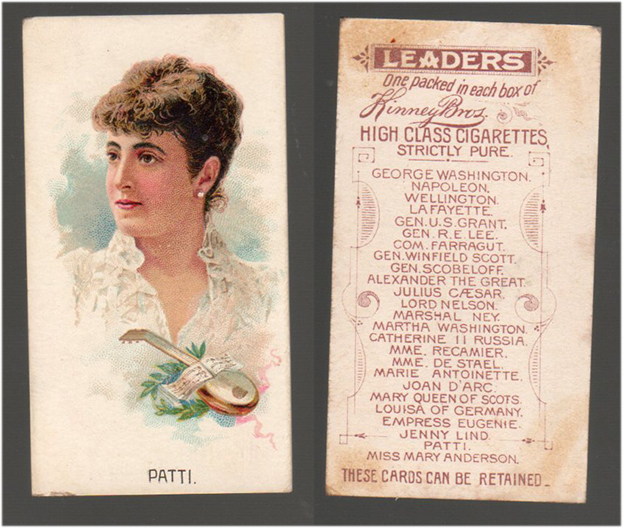 PATTI.
LEADERS
One packed in each box of
Kinney Bros.
HIGH CLASS CIGARETTES
STRICTLY PURE.
GEORGE WASHINGTON.
NAPOLEON.
WELLINGTON.
LA FAYETTE.
GEN. U.S. GRANT.
GEN. R.E. LEE.
COM. FARRAGUT.
GEN. WINFIELD SCOTT.
GEN. SCOBELOFF.
ALEXANDER THE GREAT.
JULIUS CÆSAR.
LORD NELSON.
MARSHAL NEY.
MARTHA WASHINGTON.
CATHERINE II RUSSIA.
MME. RECAMIER.
MME. DE STAEL.
MARIE ANTOINETTE.
JOAN D'ARC.
MARY QUEEN OF SCOTS.
LOUISA OF GERMANY.
EMPRESS EUGENIE.
JENNY LIND.
PATTI.
MISS MARY ANDERSON.
THESE CARDS CAN BE RETAINED.